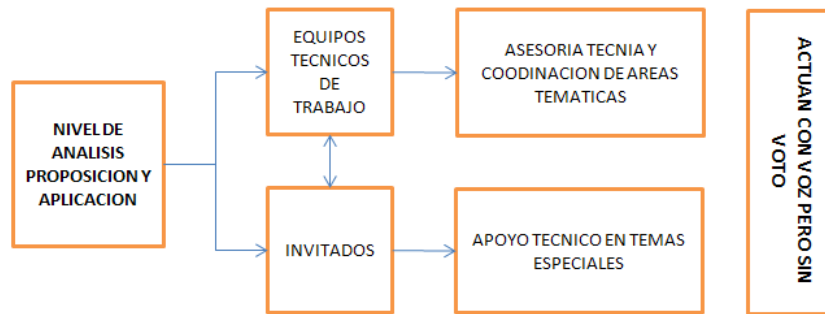 NIVEL DE
ANALISIS
PROPOSICION Y
APLICACION
EQUIPOS
TECNICOS
DE
TRABAJO
ASESORIA TECNIA Y
COODINACION DE AREAS
TEMATICAS
INVITADOS
APOYO TECNICO EN TEMAS
ESPECIALES
ACTUAN CON VOZ PERO SIN
VOTO